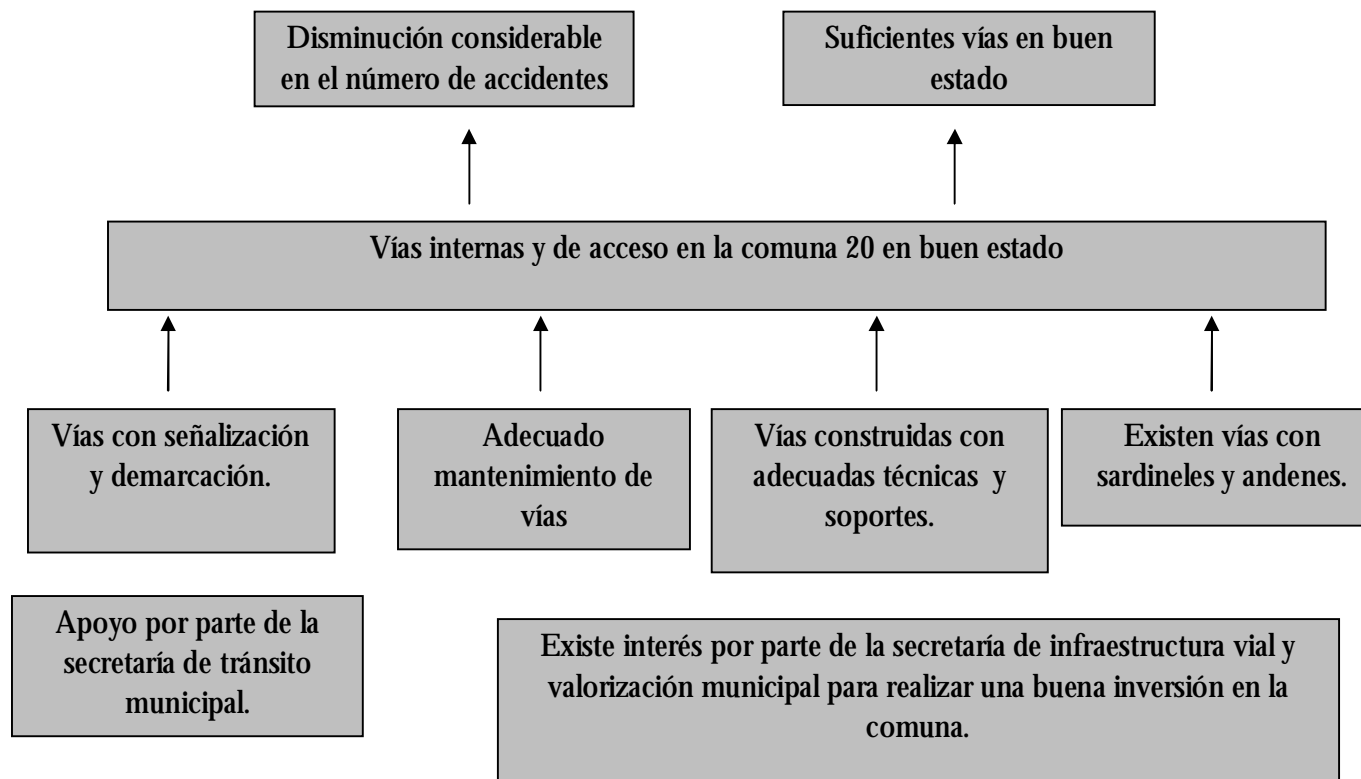 Disminución considerable
en el número de accidentes
Suficientes vías en buen
estado
Vías internas y de acceso en la comuna 20 en buen estado
Vías con señalización
y demarcación.
Adecuado
mantenimiento de
vías
Vías construidas con
adecuadas técnicas y
soportes.
Existen vías con
sardineles y andenes.
Apoyo por parte de la
secretaría de tránsito
municipal.
Existe interés por parte de la secretaría de infraestructura vial y
valorización municipal para realizar una buena inversión en la
comuna.